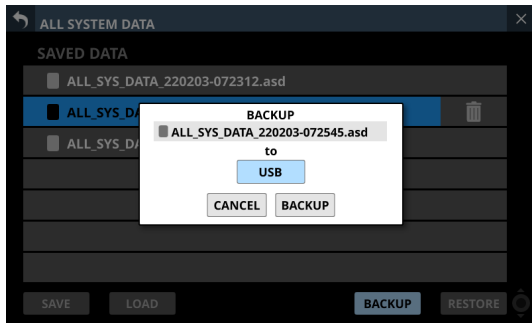 ALL SYSTEM DATA
SAVED DATA
ALL_SYS_DATA_220203-072312.asd
ALL_SYS_DA
ALL_SYS_DA
BACKUP
ALL_SYS_DATA_220203-072545.asd
to
USB
CANCEL BACKUP
SAVE LOAD BACKUP RESTORE